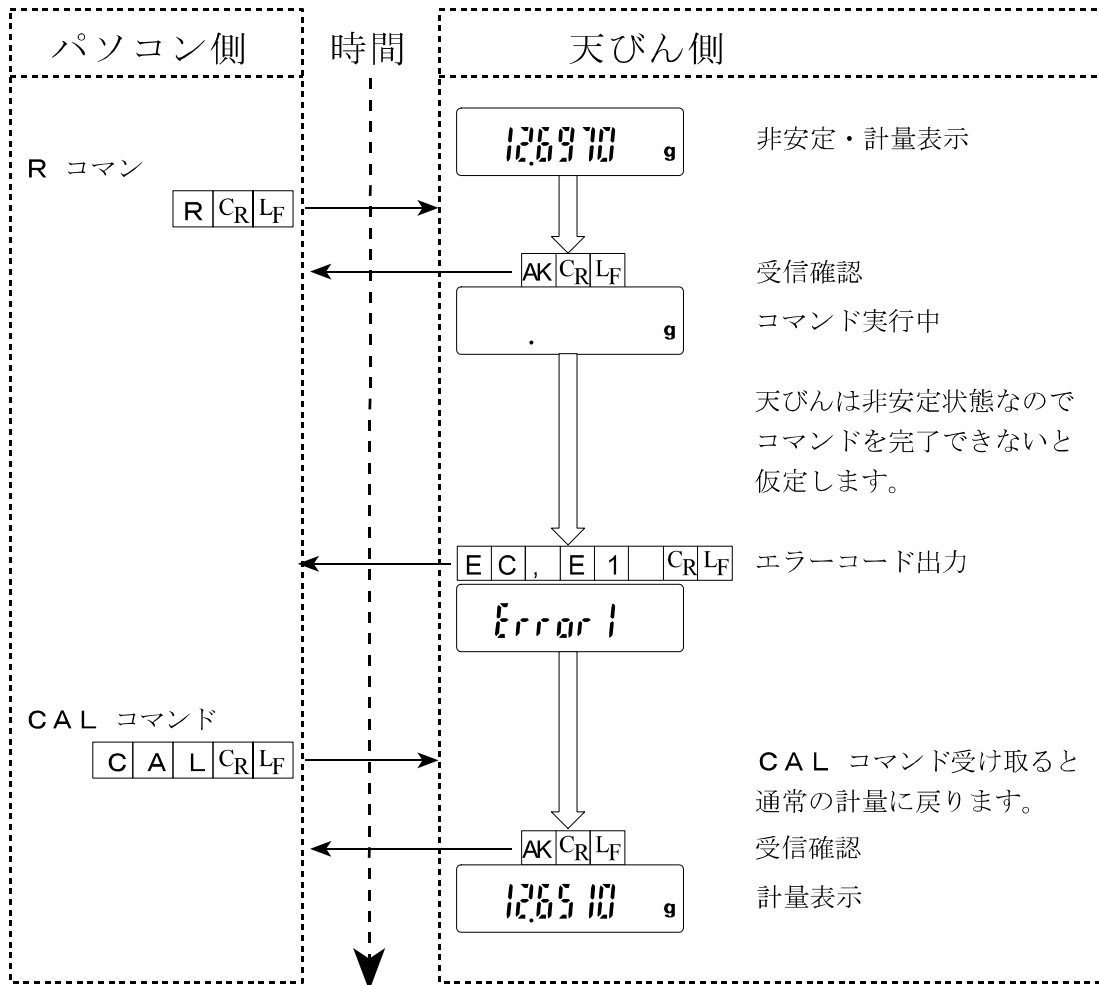 パソコン側
時間
天びん側
12.6970 g
非安定・計量表示
R コマン
R CR LF
AK CR LF
受信確認
. g
コマンド実行中
天びんは非安定状態なので
コマンドを完了できないと
仮定します。
E C , E 1 CR LF
エラーコード出力
Error1
CAL コマンド
C A L CR LF
CAL コマンド受け取ると
通常の計量に戻ります。
AK CR LF
受信確認
12.6510 g
計量表示